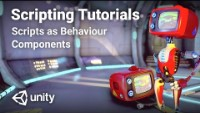 Scripting Tutorials
Scripts as Behaviour
Components
unity